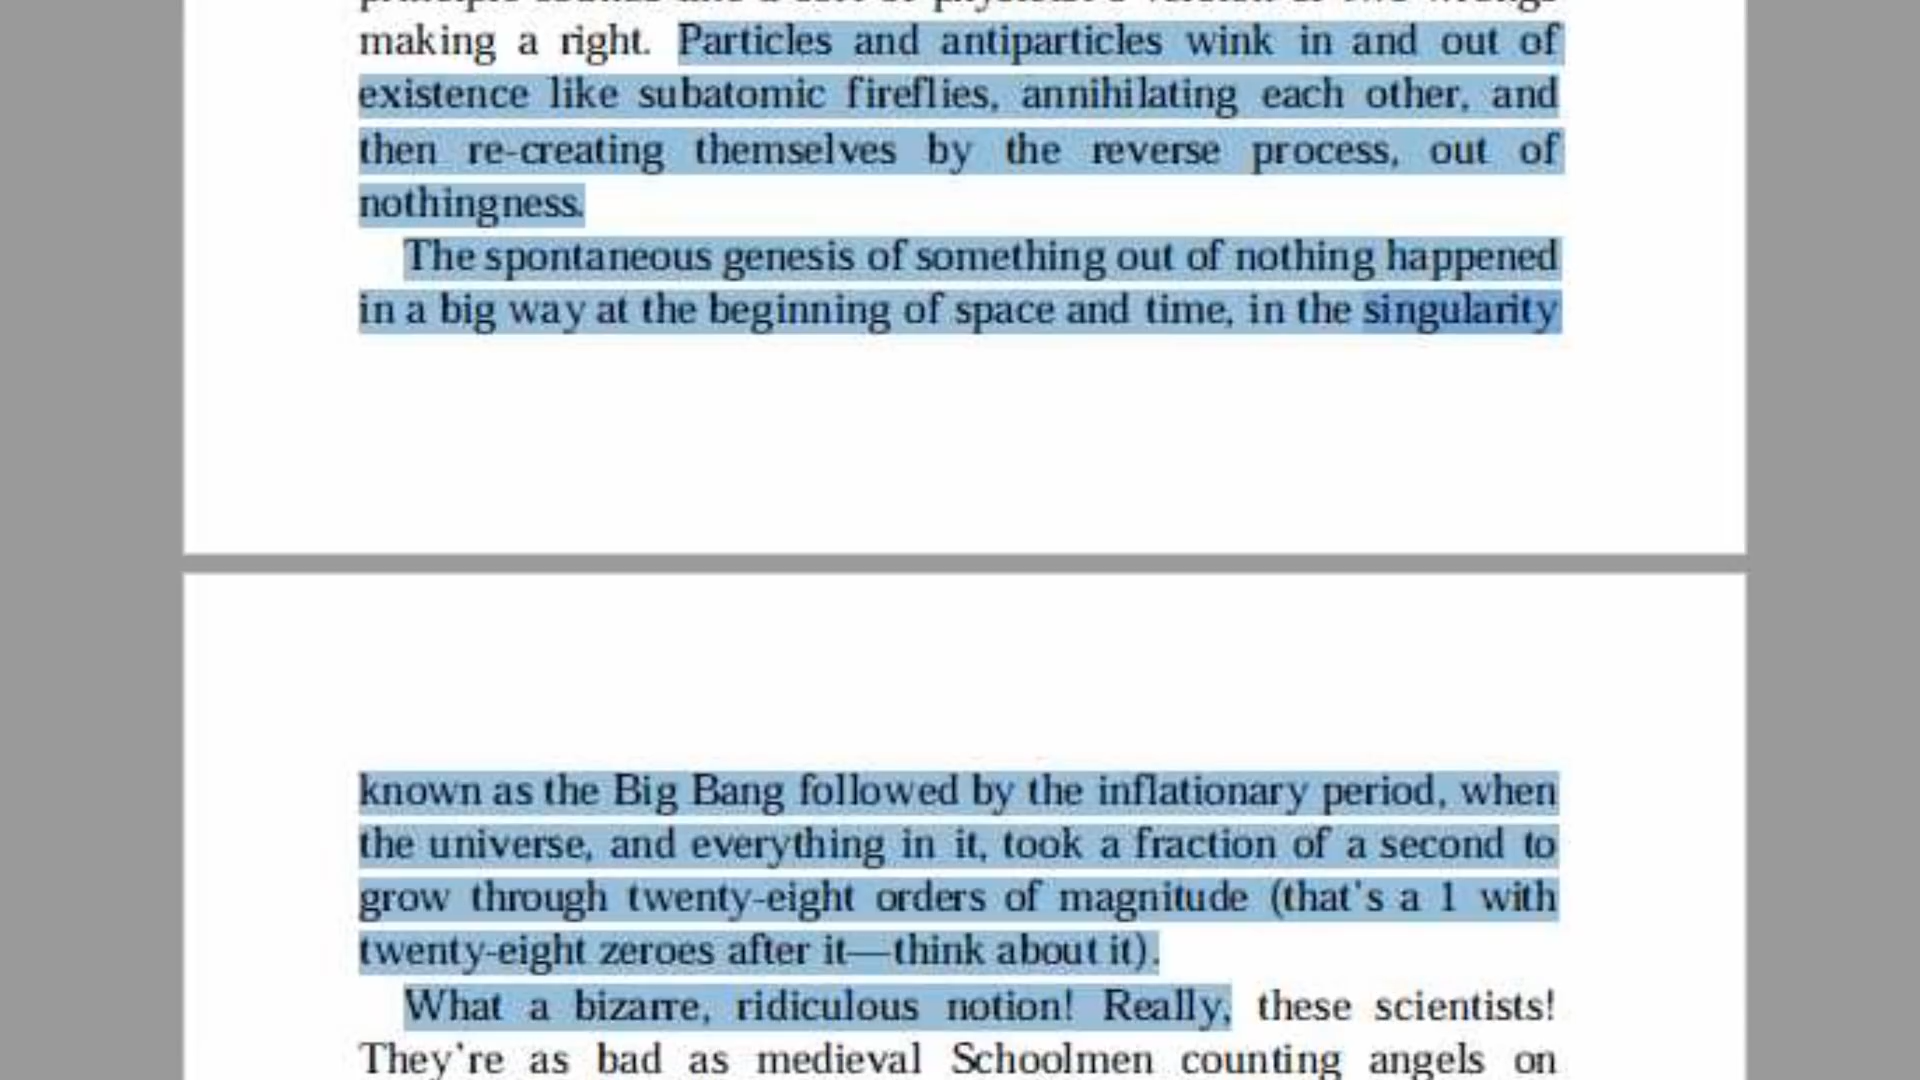 making a right. Particles and antiparticles wink in and out of
existence like subatomic fireflies, annihilating each other, and
then re-creating themselves by the reverse process, out of
nothingness.
The spontaneous genesis of something out of nothing happened
in a big way at the beginning of space and time, in the singularity
known as the Big Bang followed by the inflationary period, when
the universe, and everything in it, took a fraction of a second to
grow through twenty-eight orders of magnitude (that's a 1 with
twenty-eight zeroes after it—think about it).
What a bizarre, ridiculous notion! Really, these scientists!
They're as bad as medieval Schoolmen counting angels on